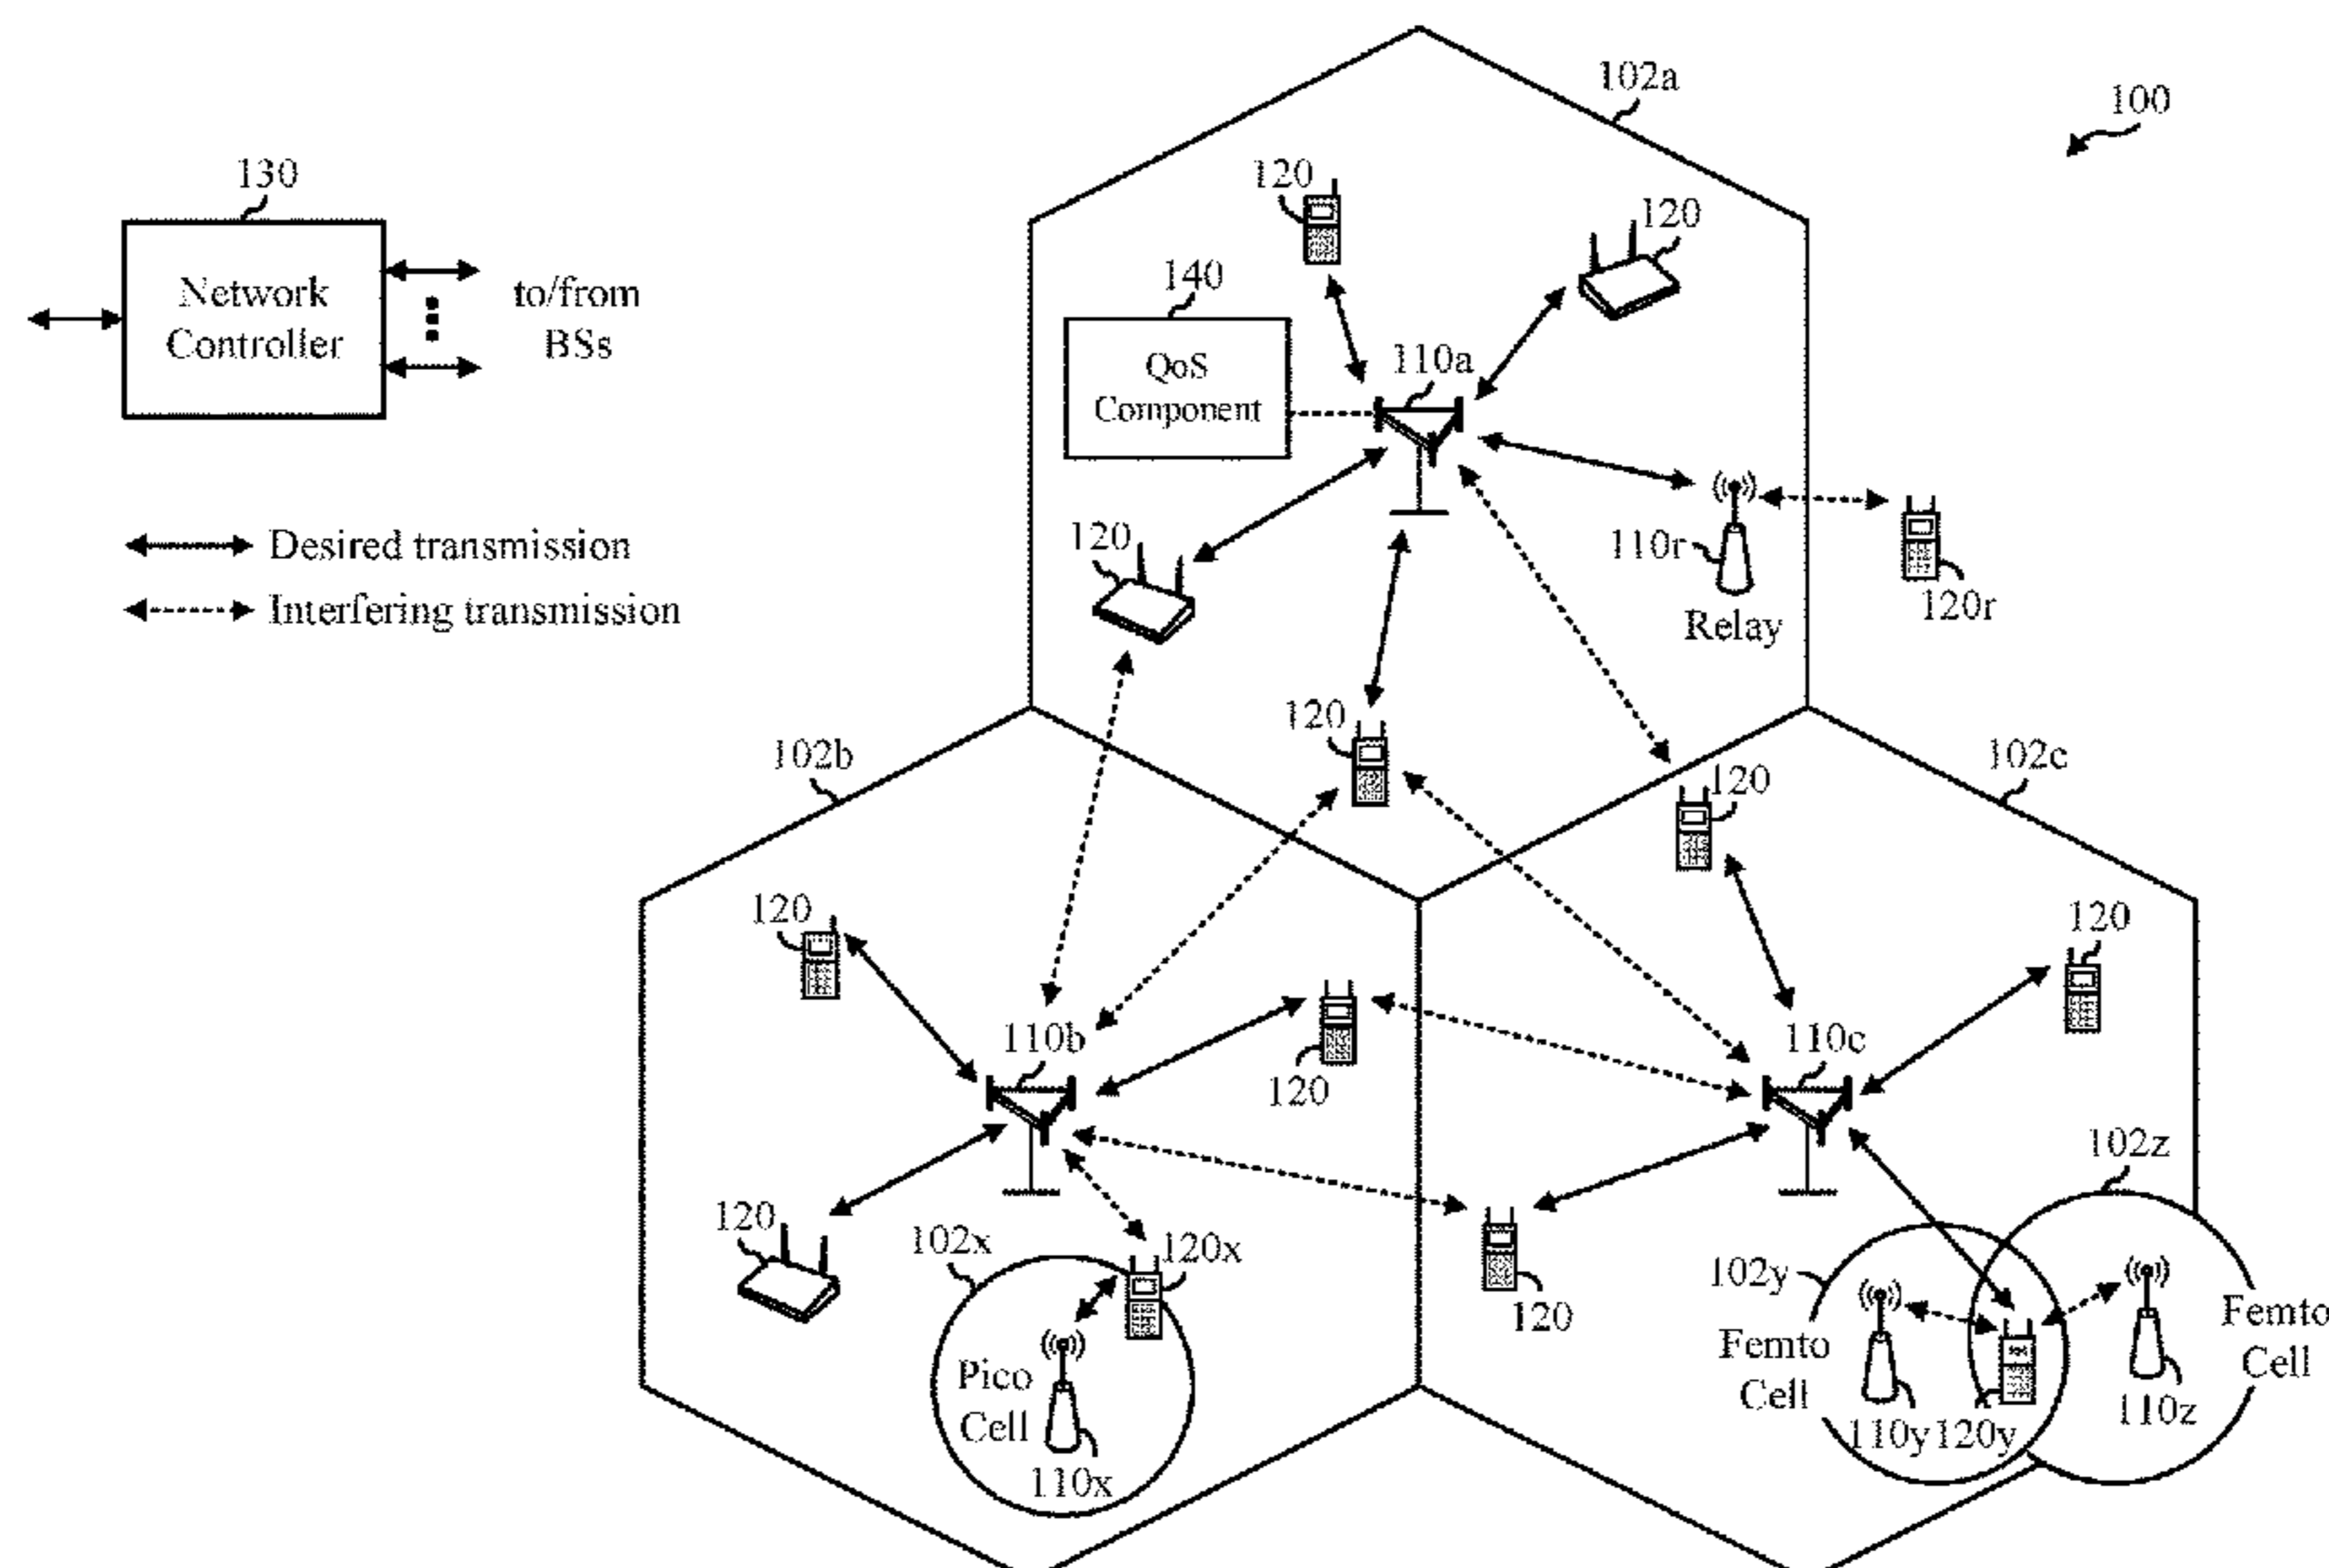 102a
100
130
120
120
Network
Controller
to/from
BSs
140
QoS
Component
110a
Desired transmission
Interfering transmission
120
110r
Relay
120r
120
102b
120
102c
120
120
110b
120
110c
120
102z
102x
120x
120
102y
Femto
Cell
Femto
Cell
Pico
Cell
110x
110y
120y
110z